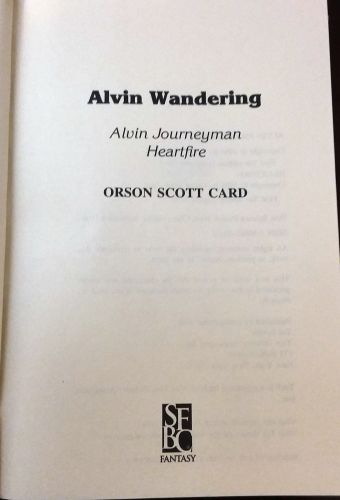 Alvin Wandering
Alvin Journeyman
Heartfire
ORSON SCOTT CARD
SF
BC
FANTASY